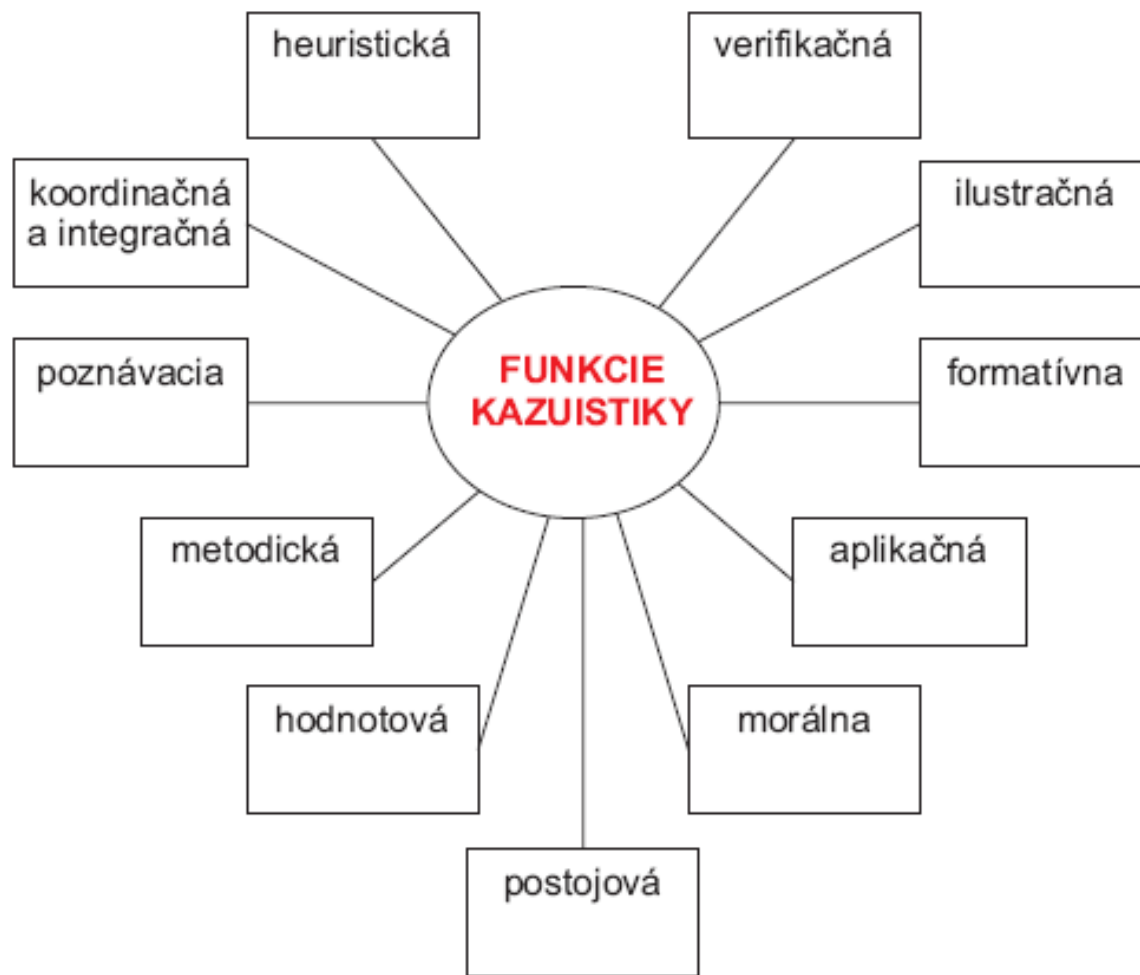 heuristická
verifikačná
koordinačná
a integračná
ilustračná
poznávacia
FUNKCIE
KAZUISTIKY
formatívna
metodická
aplikačná
hodnotová
morálna
postojová